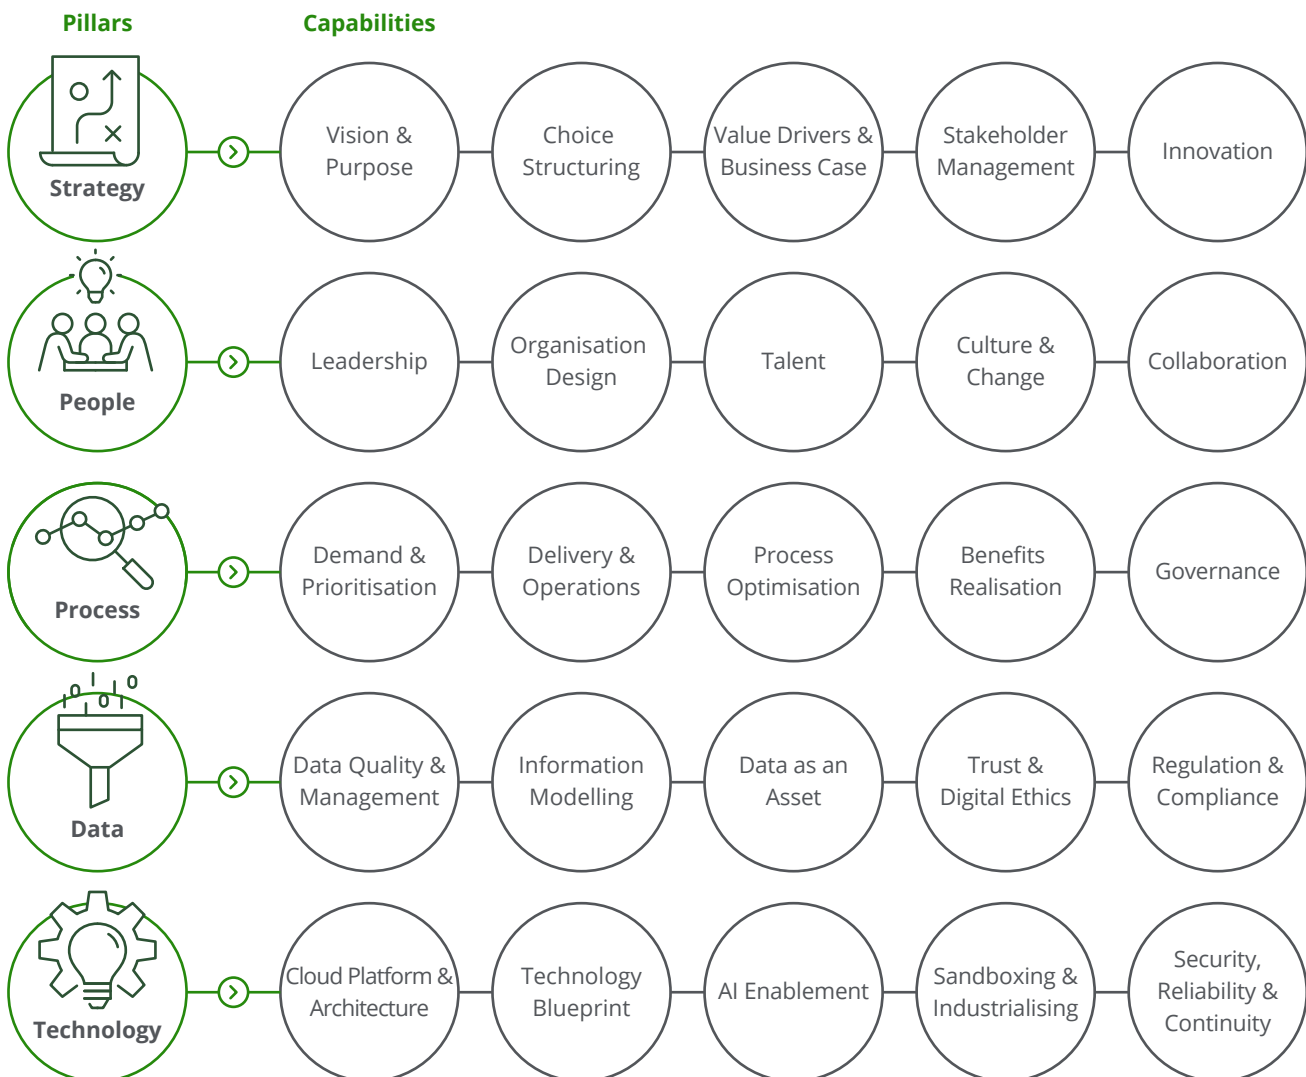 Pillars
Capabilities
Strategy
Vision &
Purpose
Choice
Structuring
Value Drivers &
Business Case
Stakeholder
Management
Innovation
People
Leadership
Organisation
Design
Talent
Culture &
Change
Collaboration
Process
Demand &
Prioritisation
Delivery &
Operations
Process
Optimisation
Benefits
Realisation
Governance
0
0
0
Data
Data Quality &
Management
Information
Modelling
Data as an
Asset
Trust &
Digital Ethics
Regulation &
Compliance
Technology
Cloud Platform &
Architecture
Technology
Blueprint
AI Enablement
Sandboxing &
Industrialising
Security,
Reliability &
Continuity